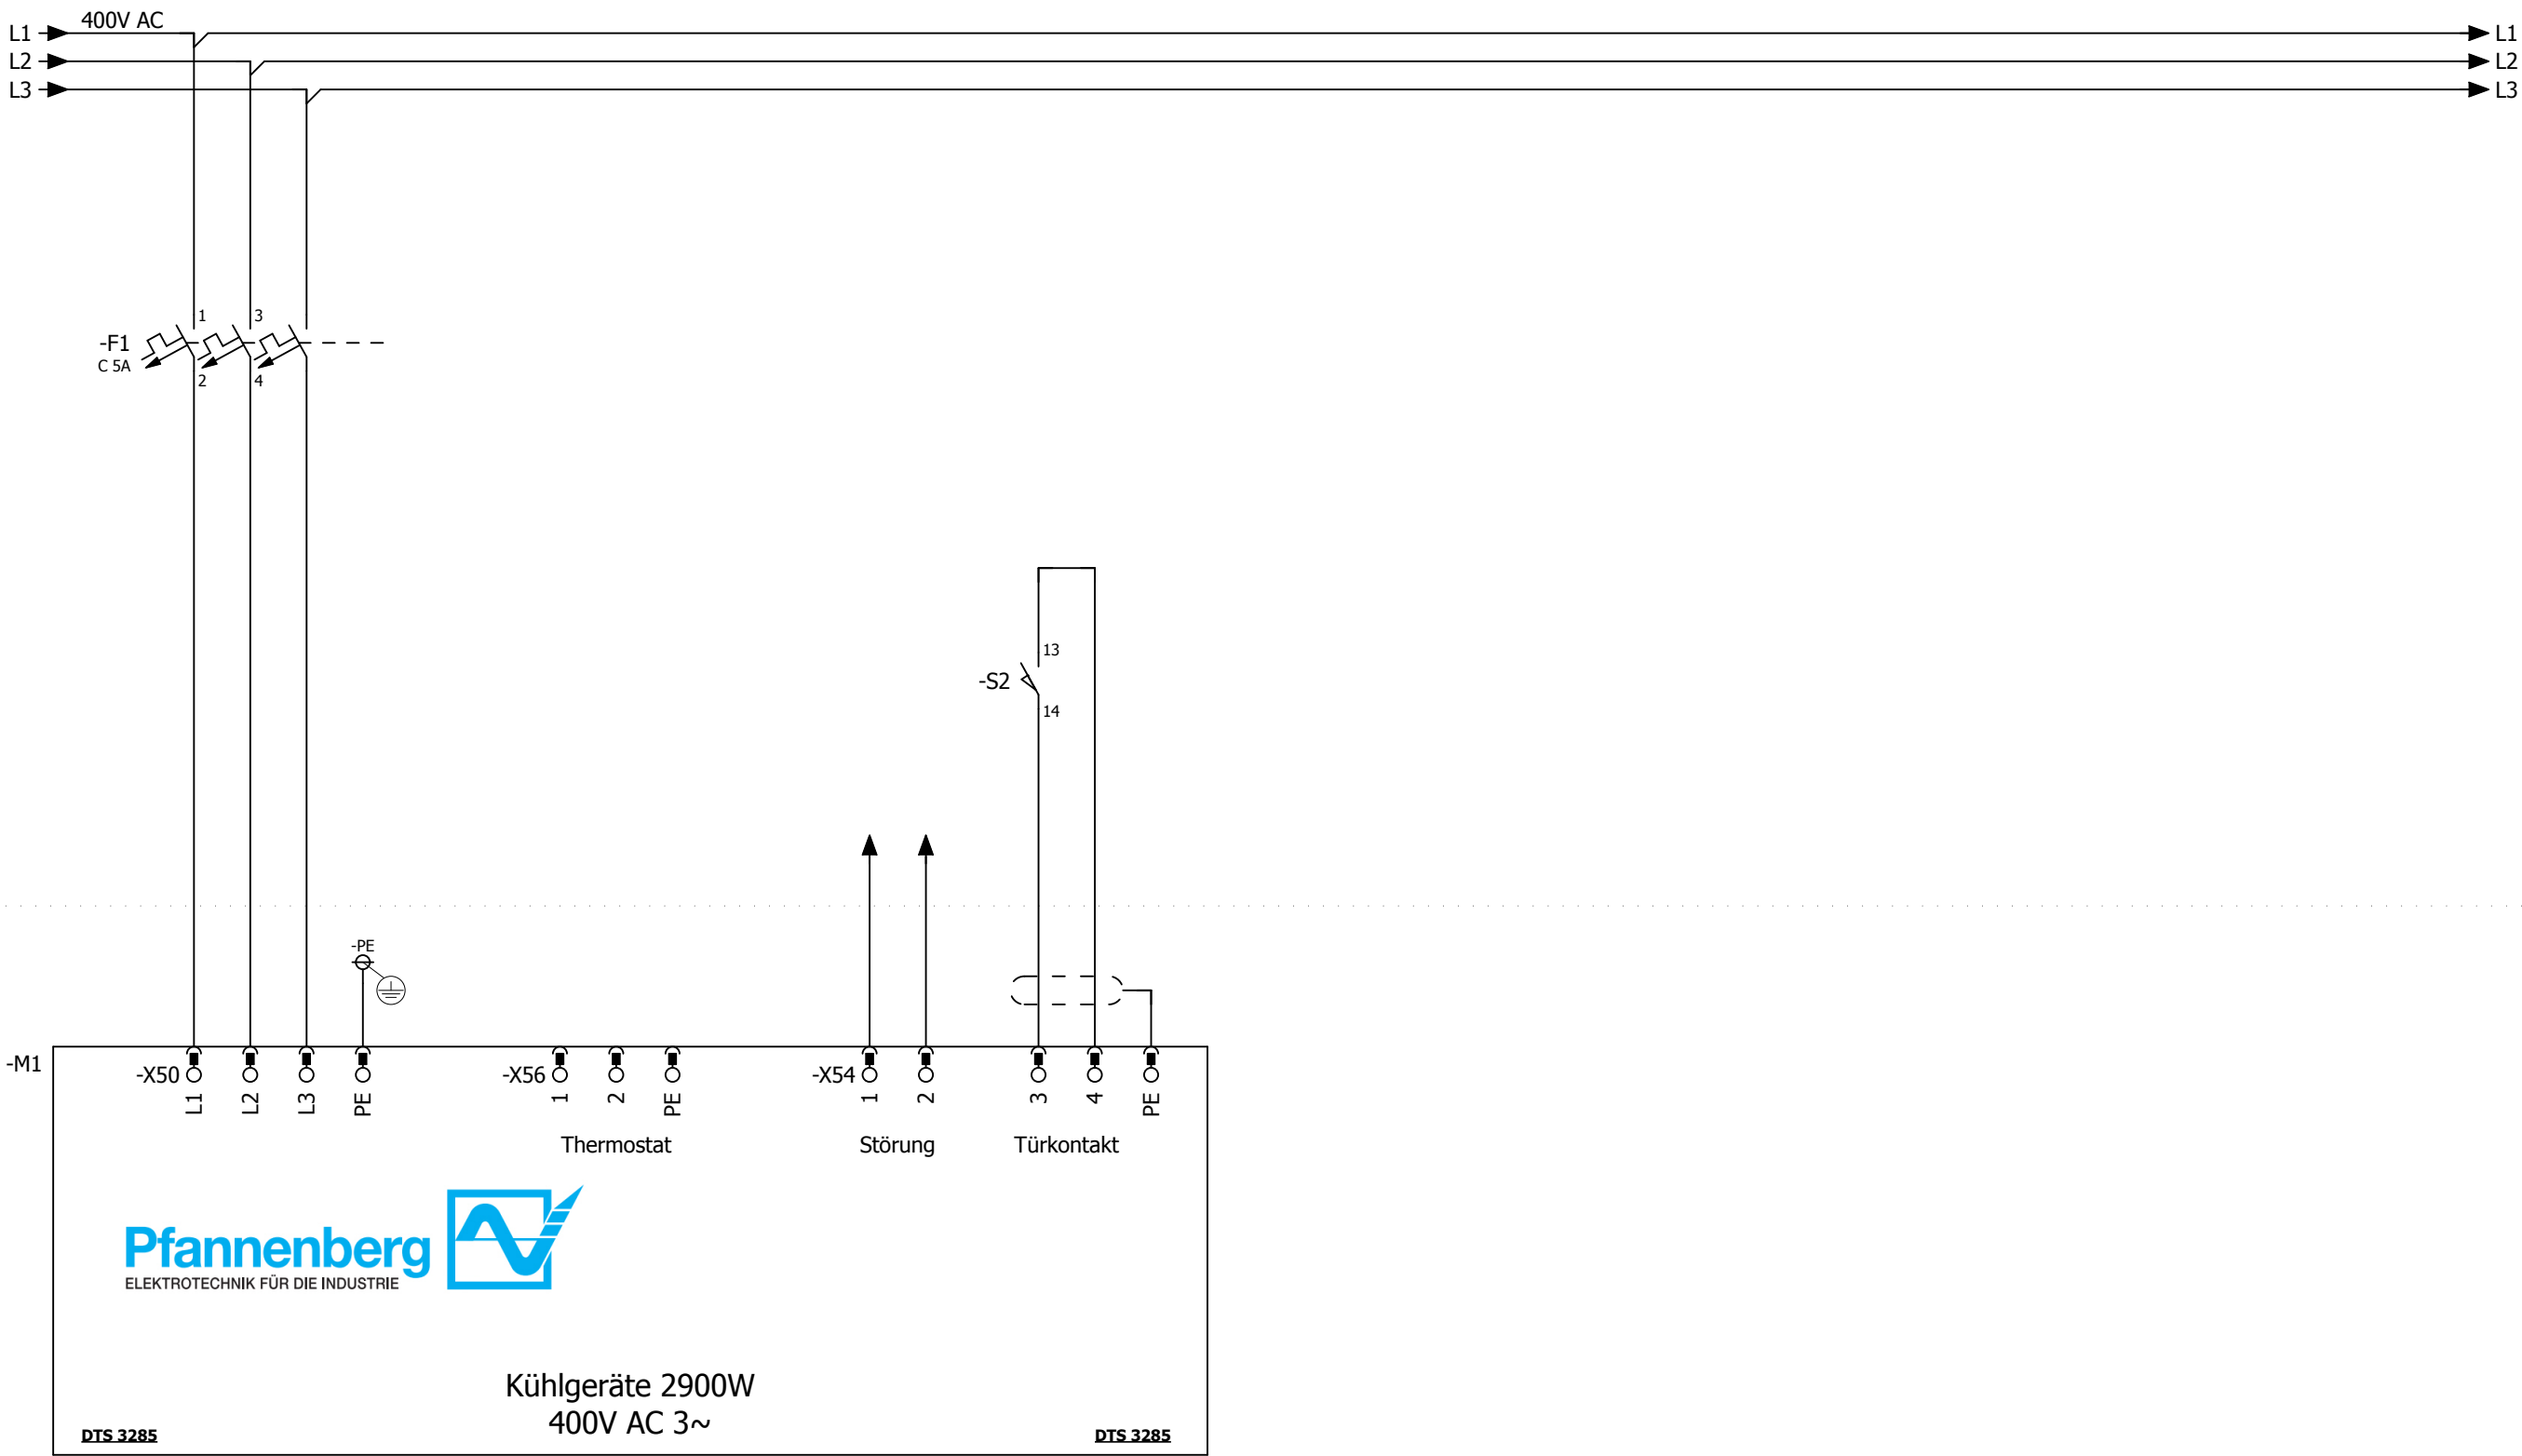 400V AC
L1 L1
L2 L2
L3 L3
1 3
-F1
C 5A
2 4
13
-S2
14
-PE
-M1
-X50 -X56 -X54
L1 L2 L3 PE 1 2 PE 1 2 3 4 PE
Thermostat Störung Türkontakt
Pfannenberg
ELEKTROTECHNIK FÜR DIE INDUSTRIE
Kühlgeräte 2900W
400V AC 3~
DTS 3285 DTS 3285